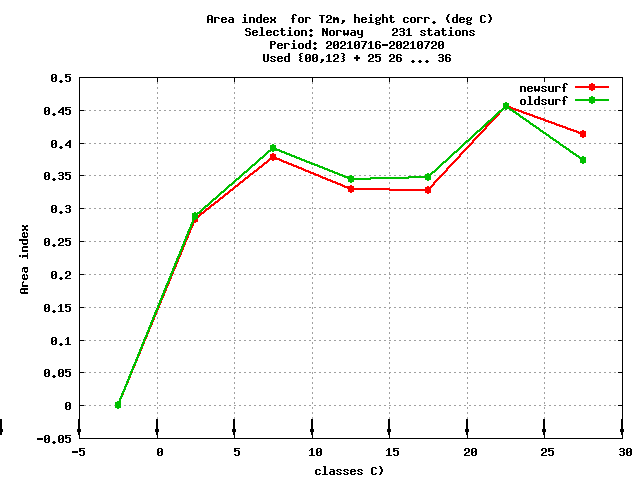 Area index  for T2m, height corr. (deg C)
Selection: Norway    231 stations
Period: 20210716-20210720
Used {00,12} + 25 26 ... 36
0.5
newsurf
oldsurf
0.45
0.4
0.35
0.3
0.25
0.2
0.15
0.1
0.05
0
-0.05
Area index
-5 0 5 10 15 20 25 30
classes C)